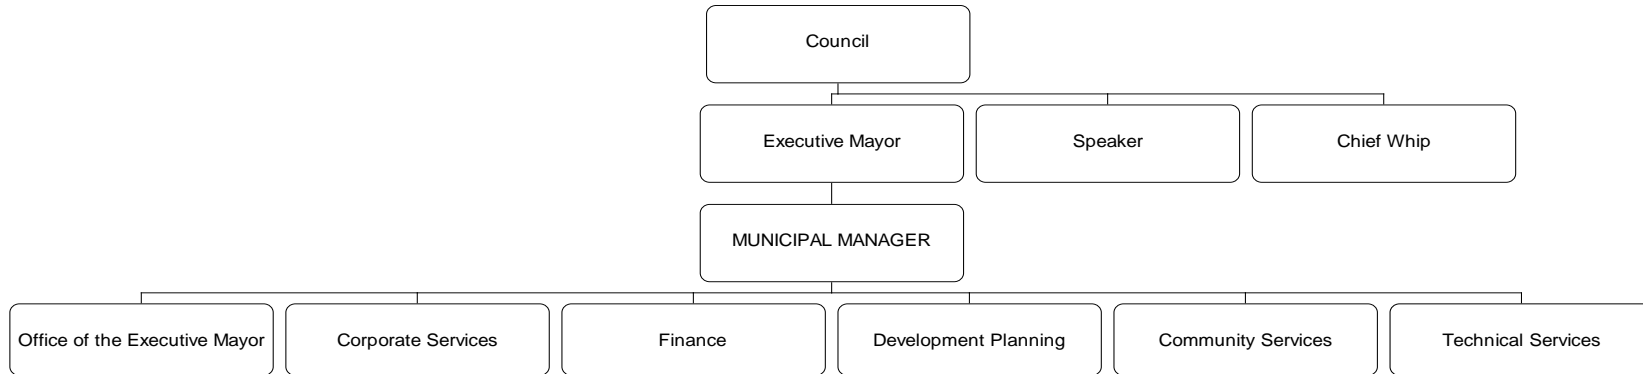 Council
Executive Mayor
Speaker
Chief Whip
MUNICIPAL MANAGER
Office of the Executive Mayor
Corporate Services
Finance
Development Planning
Community Services
Technical Services